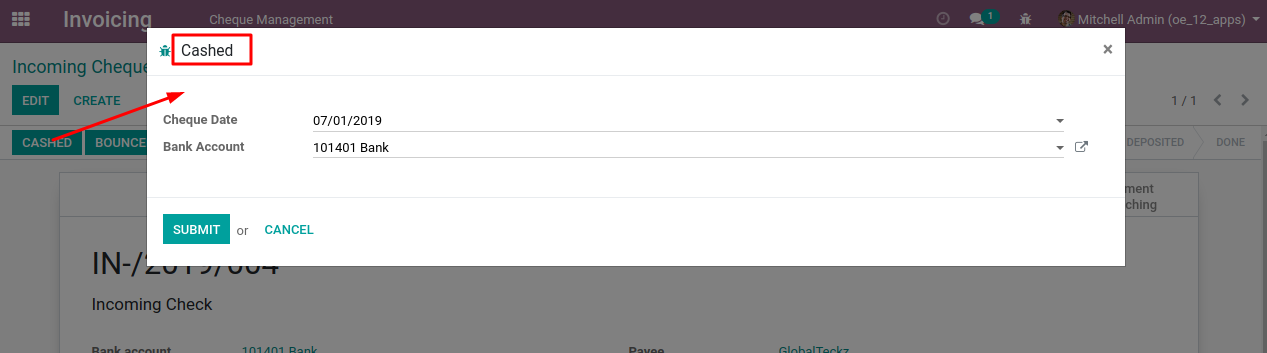 Invoicing Cheque Management 1 Mitchell Admin (oe_12_apps)
Cashed ×
Incoming Cheque
EDIT CREATE 1 / 1
Cheque Date 07/01/2019
CASHED BOUNCE DEPOSITED DONE
Bank Account 101401 Bank
SUBMIT or CANCEL
IN-/2019/004
Incoming Check
Bank account 101401 Bank Payee GlobalTeckz